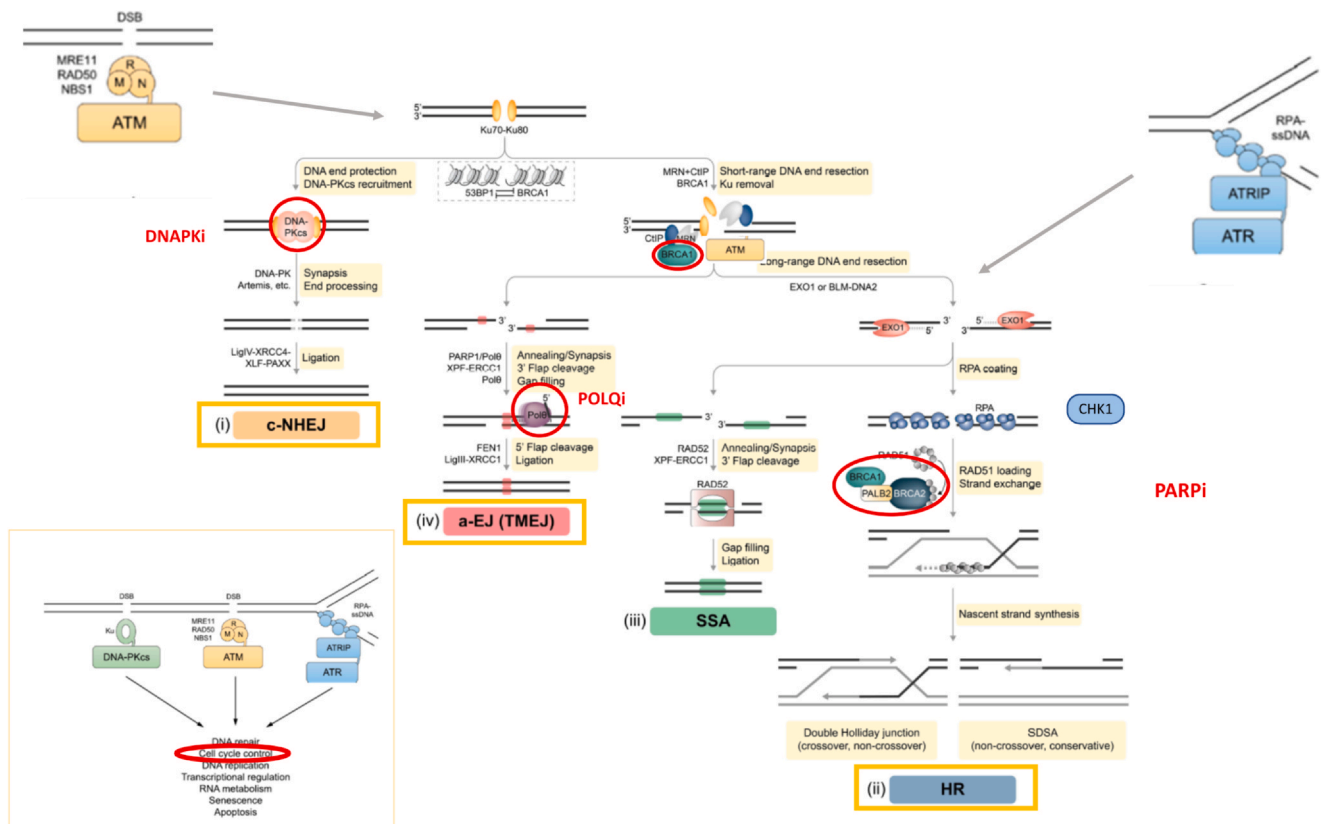 DSB
MRE11
RAD50
NBS1
R
M
N
ATM
5'
3'
Ku70-Ku80
RPA-
ssDNA
ATRIP
ATR
DNA end protection
DNA-PKcs recruitment
53BP1
BRCA1
MRN+CtIP
BRCA1
Short-range DNA end resection
Ku removal
DNAPKi
DNA-
PKcs
5'
3'
CtIP
MRN
BRCA1
ATM
Long-range DNA end resection
EXO1 or BLM-DNA2
DNA-PK
Artemis, etc.
Synapsis
End processing
3'
3'
EXO1
5'
3'
3'
5'
EXO1
LigIV-XRCC4-
XLF-PAXX
Ligation
PARP1/Polθ
XPF-ERCC1
Polθ
Annealing/Synapsis
3' Flap cleavage
Gap filling
RPA coating
(i)
c-NHEJ
POLQi
5'
Polθ
3'
3'
RPA
CHK1
FEN1
LigIII-XRCC1
5' Flap cleavage
Ligation
RAD52
XPF-ERCC1
Annealing/Synapsis
3' Flap cleavage
RAD51
BRCA1
PALB2
BRCA2
RAD51 loading
Strand exchange
PARPi
RAD52
(iv)
a-EJ (TMEJ)
Gap filling
Ligation
(iii)
SSA
Nascent strand synthesis
Double Holliday junction
(crossover, non-crossover)
SDSA
(non-crossover, conservative)
(ii)
HR
DSB
DSB
Ku
MRE11
RAD50
NBS1
R
M
N
RPA-
ssDNA
DNA-PKcs
ATM
ATRIP
ATR
DNA repair
Cell cycle control
DNA replication
Transcriptional regulation
RNA metabolism
Senescence
Apoptosis